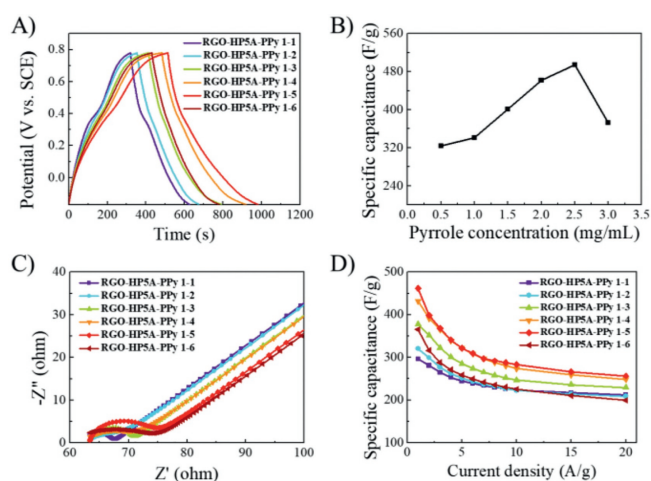 A)
RGO-HP5A-PPy 1-1
RGO-HP5A-PPy 1-2
RGO-HP5A-PPy 1-3
RGO-HP5A-PPy 1-4
RGO-HP5A-PPy 1-5
RGO-HP5A-PPy 1-6
Potential (V vs. SCE)
0.8
0.4
0.0
0 200 400 600 800 1000 1200
Time (s)
B)
Specific capacitance (F/g)
560
480
400
320
240
0.0 0.5 1.0 1.5 2.0 2.5 3.0 3.5
Pyrrole concentration (mg/mL)
C)
RGO-HP5A-PPy 1-1
RGO-HP5A-PPy 1-2
RGO-HP5A-PPy 1-3
RGO-HP5A-PPy 1-4
RGO-HP5A-PPy 1-5
RGO-HP5A-PPy 1-6
-Z" (ohm)
40
30
20
10
0
60 70 80 90 100
Z' (ohm)
D)
RGO-HP5A-PPy 1-1
RGO-HP5A-PPy 1-2
RGO-HP5A-PPy 1-3
RGO-HP5A-PPy 1-4
RGO-HP5A-PPy 1-5
RGO-HP5A-PPy 1-6
Specific capacitance (F/g)
500
400
300
200
100
0 5 10 15 20
Current density (A/g)